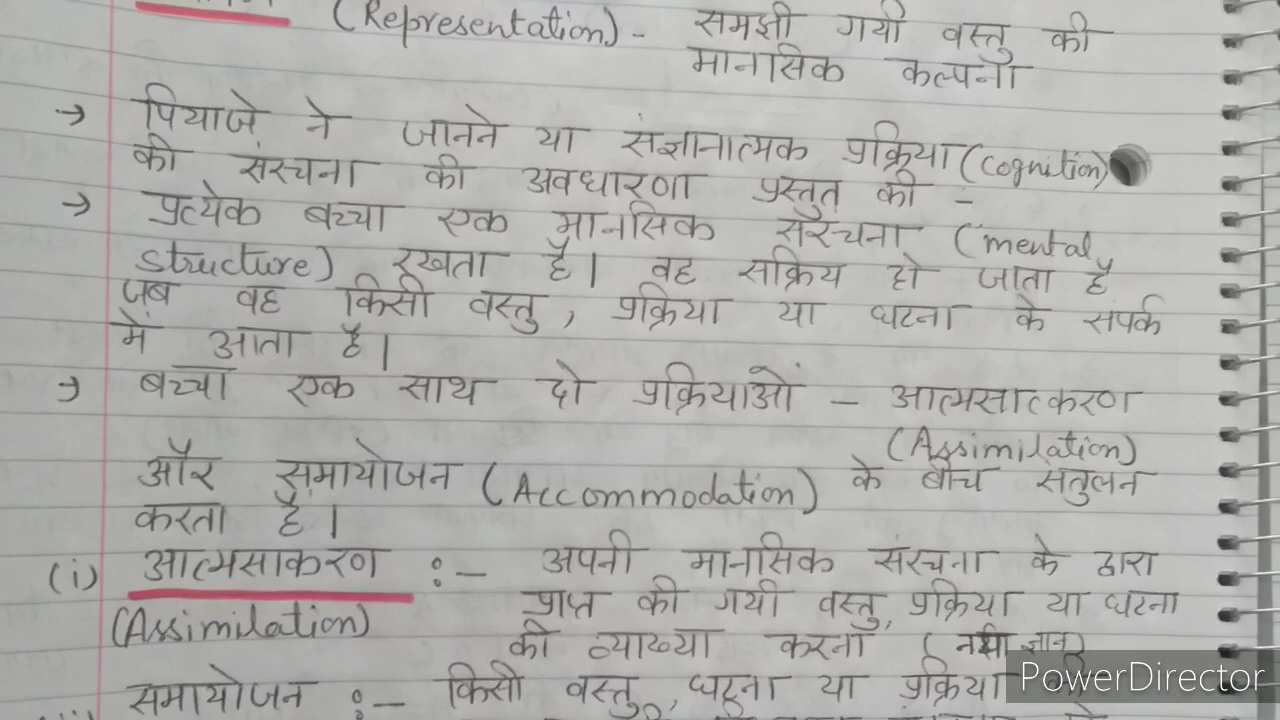 (Representation) - समझी गयी वस्तु की
मानसिक कल्पना
→ पियाजे ने जानने या संज्ञानात्मक प्रक्रिया (Cognition)
की संरचना की अवधारणा प्रस्तुत की -
→ प्रत्येक बच्चा एक मानसिक संरचना (mental
structure) रखता है। वह सक्रिय हो जाता है,
जब वह किसी वस्तु, प्रक्रिया या घटना के संपर्क
में आता है।
→ बच्चा एक साथ दो प्रक्रियाओं - आत्मसात्करण
(Assimilation)
और समायोजन (Accommodation) के बीच संतुलन
करता है।
(i) आत्मसाकरण :- अपनी मानसिक संरचना के द्वारा
(Assimilation) प्राप्त की गयी वस्तु, प्रक्रिया या घटना
की व्याख्या करना (नया ज्ञान)
समायोजन :- किसी वस्तु, घटना या प्रक्रिया
PowerDirector